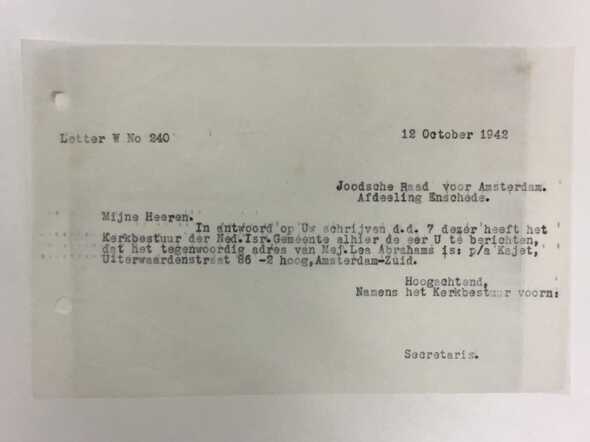 Letter W No 240
12 October 1942
Joodsche Raad voor Amsterdam.
Afdeeling Enschede.
Mijne Heeren.
In antwoord op Uw schrijven d.d. 7 dezer heeft het
Kerkbestuur der Ned.Isr.Gemeente alhier de eer U te berichten,
dat het tegenwoordig adres van Mej.Lea Abrahams is: p/a Kajet,
Uiterwaardenstraat 86 -2 hoog,Amsterdam-Zuid.
Hoogachtend,
Namens het Kerkbestuur voorn:
Secretaris.